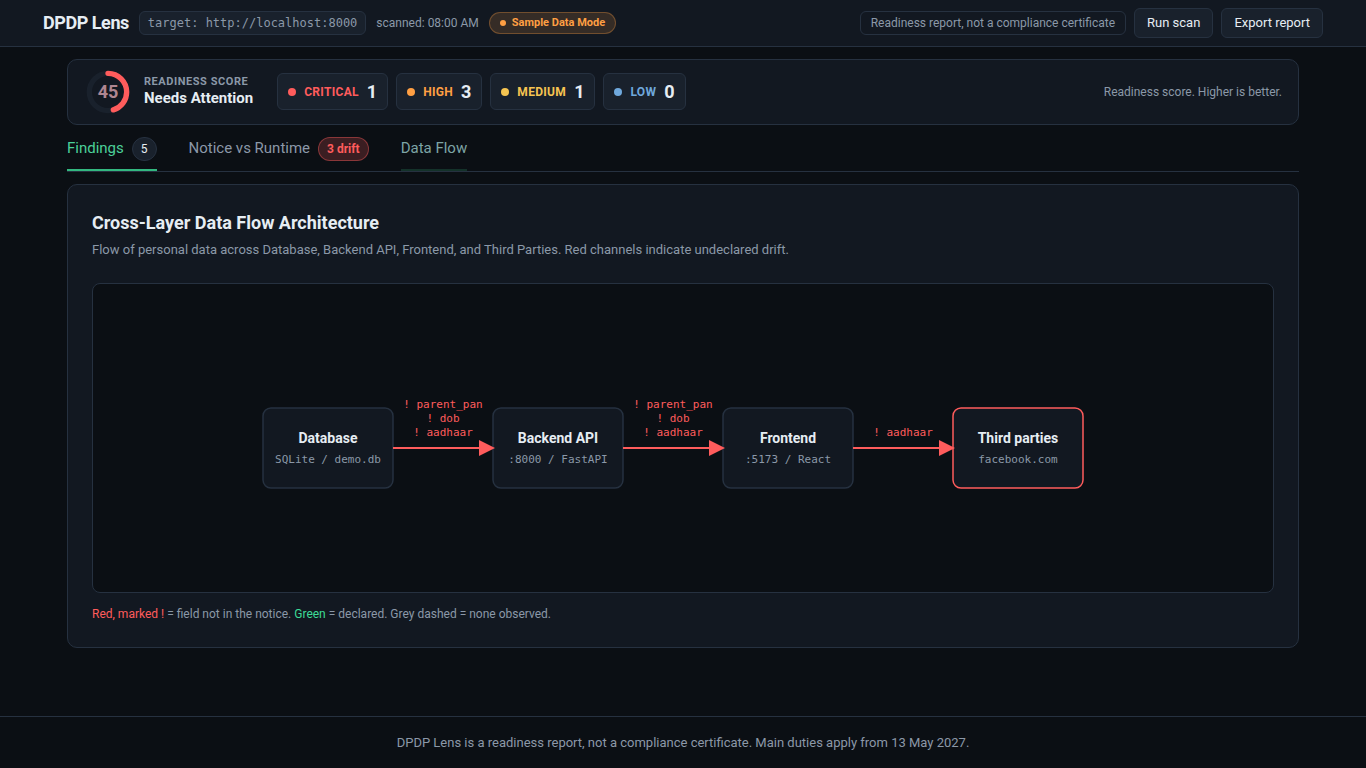 DPDP Lens
target: http://localhost:8000
scanned: 08:00 AM
Sample Data Mode
Readiness report, not a compliance certificate
Run scan
Export report
45
READINESS SCORE
Needs Attention
CRITICAL 1
HIGH 3
MEDIUM 1
LOW 0
Readiness score. Higher is better.
Findings 5
Notice vs Runtime 3 drift
Data Flow
Cross-Layer Data Flow Architecture
Flow of personal data across Database, Backend API, Frontend, and Third Parties. Red channels indicate undeclared drift.
Database
SQLite / demo.db
! parent_pan
! dob
! aadhaar
Backend API
:8000 / FastAPI
! parent_pan
! dob
! aadhaar
Frontend
:5173 / React
! aadhaar
Third parties
facebook.com
Red, marked ! = field not in the notice. Green = declared. Grey dashed = none observed.
DPDP Lens is a readiness report, not a compliance certificate. Main duties apply from 13 May 2027.